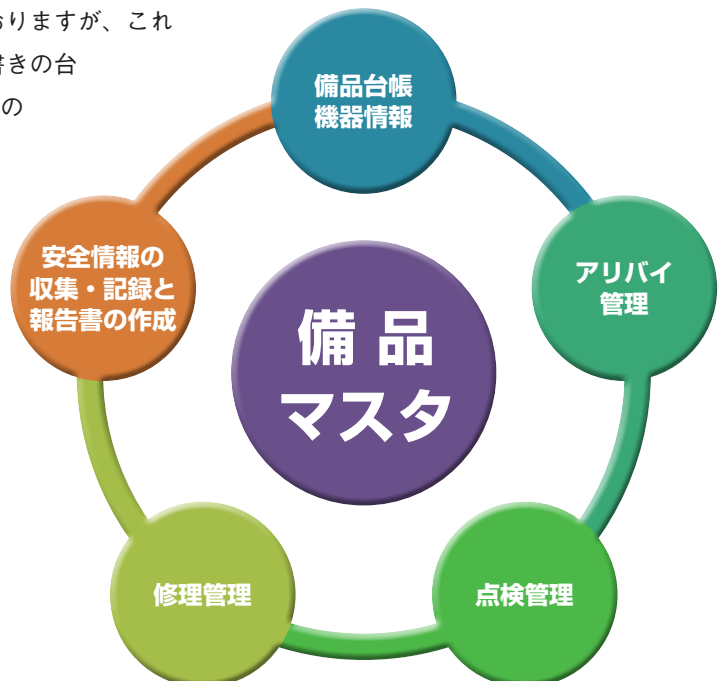 おりますが、これ
書きの台
の
備品台帳
機器情報
安全情報の
収集・記録と
報告書の作成
アリバイ
管理
備品
マスタ
修理管理
点検管理